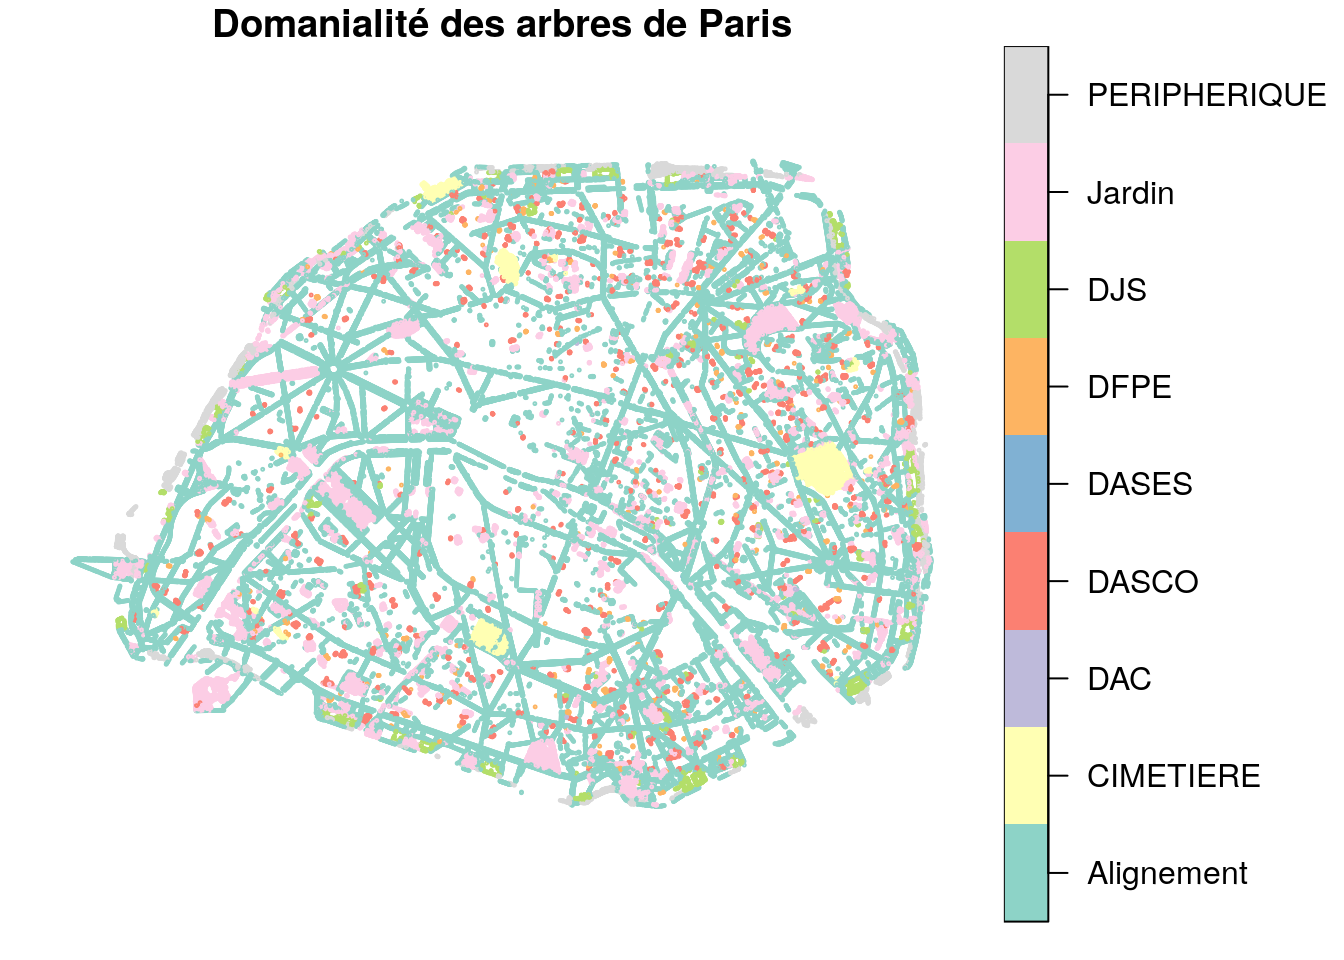 Domanialité des arbres de Paris
PERIPHERIQUE
Jardin
DJS
DFPE
DASES
DASCO
DAC
CIMETIERE
Alignement